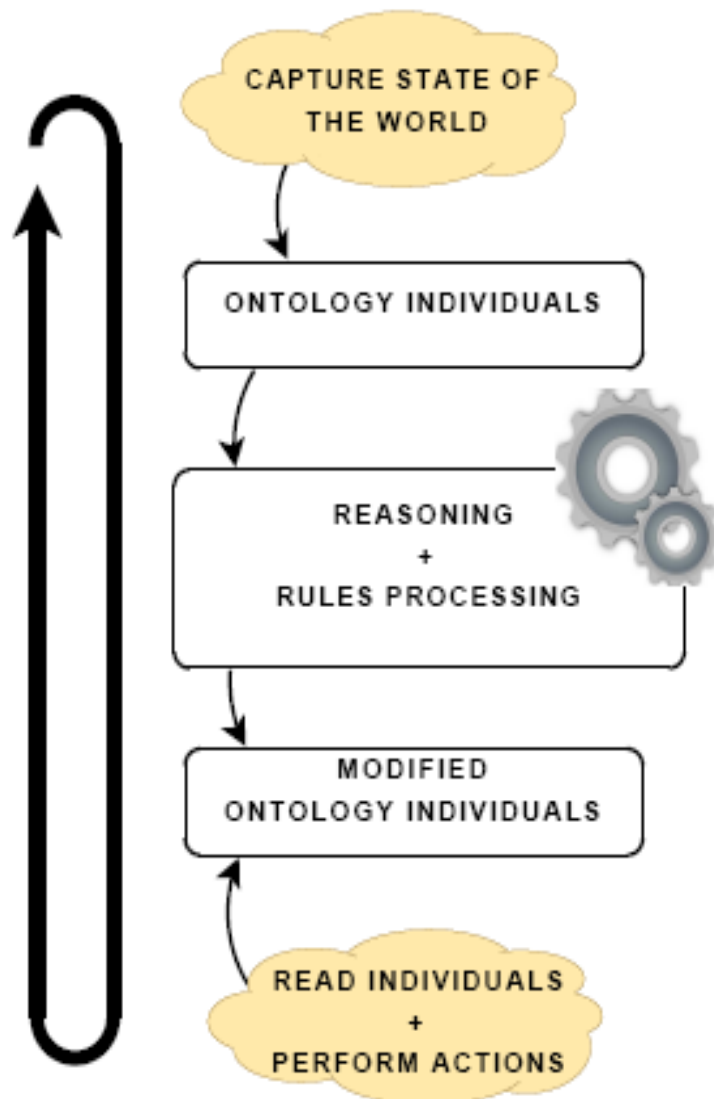 CAPTURE STATE OF
THE WORLD
ONTOLOGY INDIVIDUALS
REASONING
+
RULES PROCESSING
MODIFIED
ONTOLOGY INDIVIDUALS
READ INDIVIDUALS
+
PERFORM ACTIONS